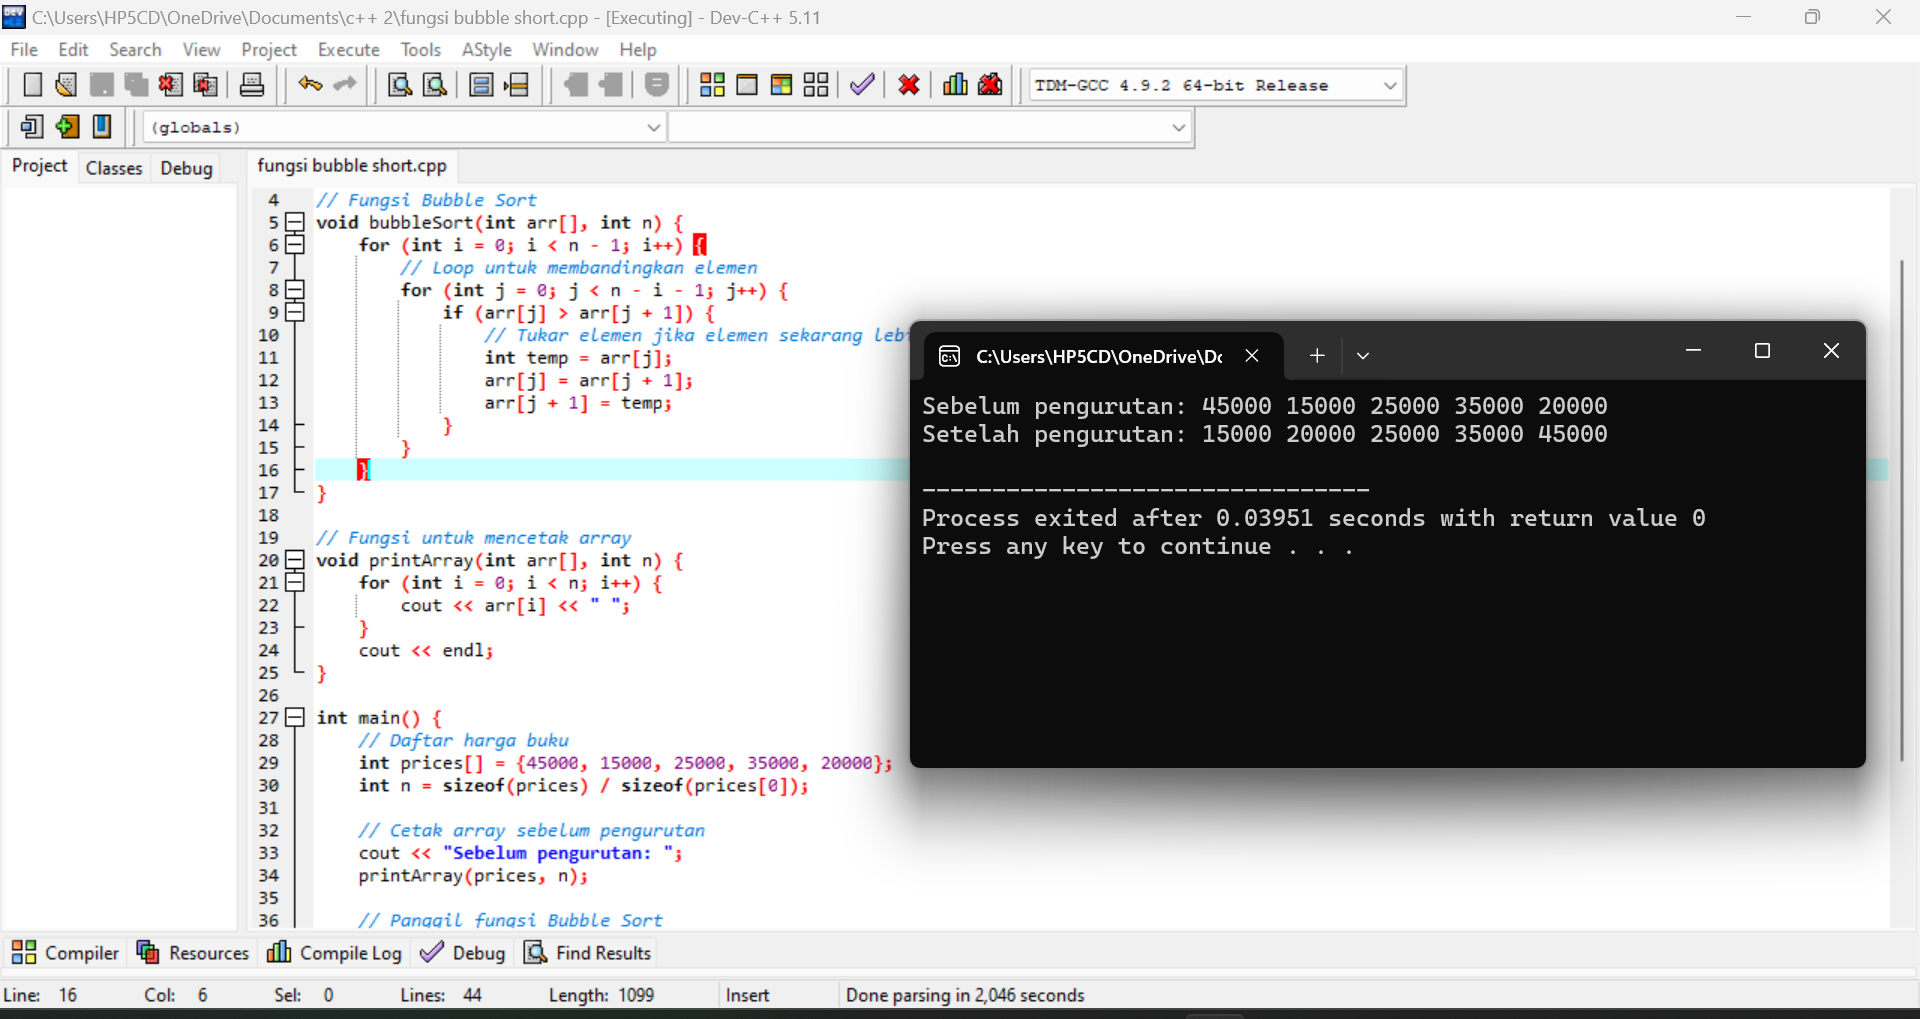 C:\Users\HP5CD\OneDrive\Documents\c++ 2\fungsi bubble short.cpp - [Executing] - Dev-C++ 5.11
File Edit Search View Project Execute Tools AStyle Window Help
TDM-GCC 4.9.2 64-bit Release
(globals)
Project Classes Debug
fungsi bubble short.cpp
4 // Fungsi Bubble Sort
5 void bubbleSort(int arr[], int n) {
6 for (int i = 0; i < n - 1; i++) {
7 // Loop untuk membandingkan elemen
8 for (int j = 0; j < n - i - 1; j++) {
9 if (arr[j] > arr[j + 1]) {
10 // Tukar elemen jika elemen sekarang
11 int temp = arr[j];
12 arr[j] = arr[j + 1];
13 arr[j + 1] = temp;
14 }
15 }
16 }
17 }
18
19 // Fungsi untuk mencetak array
20 void printArray(int arr[], int n) {
21 for (int i = 0; i < n; i++) {
22 cout << arr[i] << " ";
23 }
24 cout << endl;
25 }
26
27 int main() {
28 // Daftar harga buku
29 int prices[] = {45000, 15000, 25000, 35000, 20000};
30 int n = sizeof(prices) / sizeof(prices[0]);
31
32 // Cetak array sebelum pengurutan
33 cout << "Sebelum pengurutan: ";
34 printArray(prices, n);
35
36 // Panggil fungsi Bubble Sort
C:\Users\HP5CD\OneDrive\Dc
Sebelum pengurutan: 45000 15000 25000 35000 20000
Setelah pengurutan: 15000 20000 25000 35000 45000
--------------------------------
Process exited after 0.03951 seconds with return value 0
Press any key to continue . . .
Compiler Resources Compile Log Debug Find Results
Line: 16 Col: 6 Sel: 0 Lines: 44 Length: 1099 Insert Done parsing in 2,046 seconds